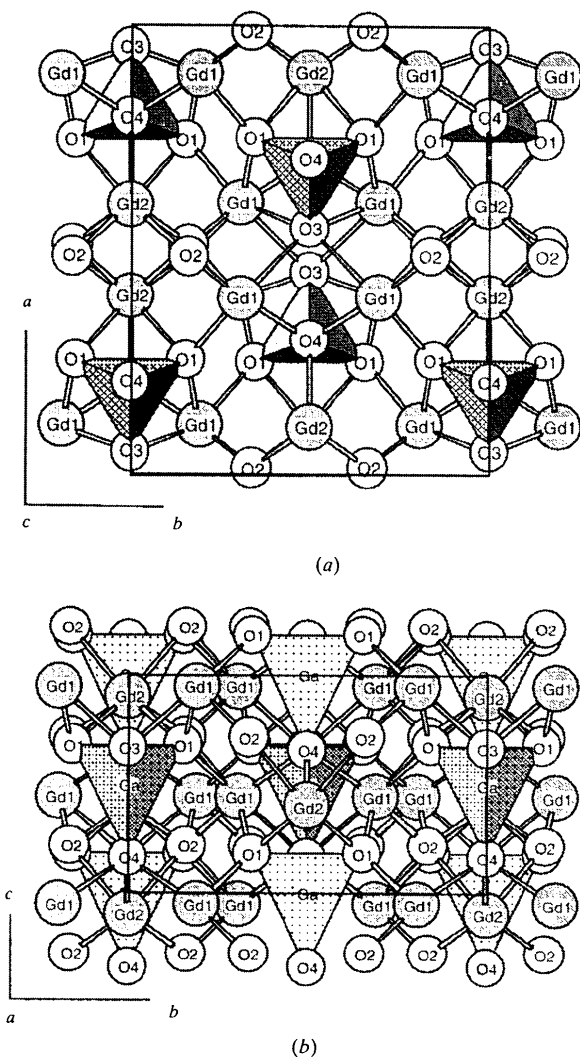 O2 O2
O3 O3
Gd1 Gd1 Gd2 Gd1 Gd1
O4 O4
O1 O1 O1 O1 O1 O1
O4
Gd2 Gd1 Gd1 Gd2
O3
O2 O2 O2 O2
O3
Gd2 Gd1 Gd1 Gd2
a
O4
O1 O1 O1 O1 O1 O1
O4 O4
Gd1 Gd1 Gd2 Gd1 Gd1
O3 O3
O2 O2
c b
(a)
O2 O2 O1 O1 O2 O2
Ga
Gd1 Gd2 Gd1 Gd1 Gd1 Gd1 Gd2 Gd1
O1 O3 O1 O2 O4 O2 O1 O3 O1
Ga Ga
Gd1 Gd1 Gd1 Gd2 Gd1 Gd1 Gd1
O2 O4 O2 O1 O1 O2 O4 O2
c
Ga
Gd1 Gd2 Gd1 Gd1 Gd1 Gd1 Gd2 Gd1
O2 O2 O2 O2 O2 O2
O4 O4 O4
a b
(b)